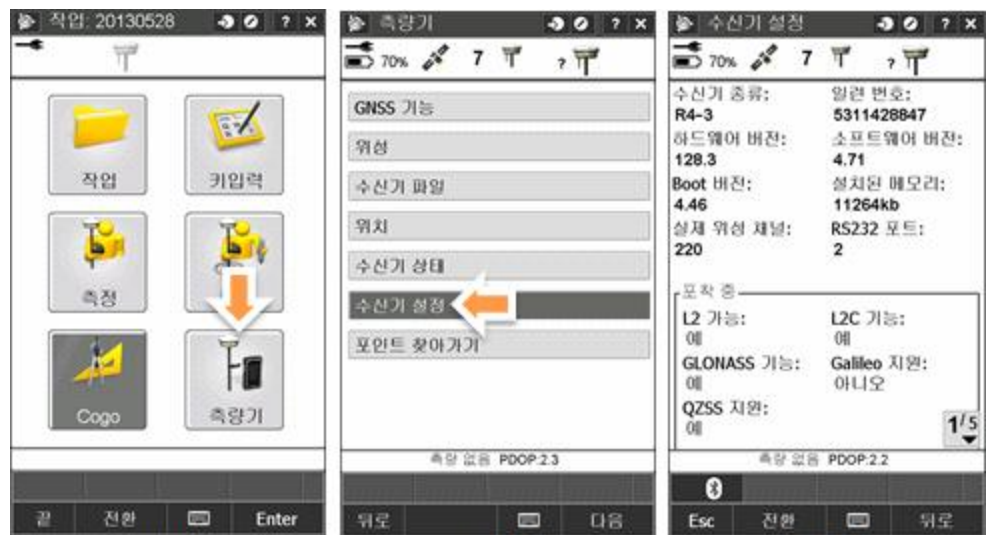 작업: 20130528
? X
작업
키입력
측정
Cogo
측량기
끝 전환 Enter
측량기
? X
70% 7 ?
GNSS 기능
위성
수신기 파일
위치
수신기 상태
수신기 설정
포인트 찾아가기
측량 없음 PDOP:2.3
뒤로 다음
수신기 설정
? X
70% 7 ?
수신기 종류: 일련 번호:
R4-3 5311428847
하드웨어 버전: 소프트웨어 버전:
128.3 4.71
Boot 버전: 설치된 메모리:
4.46 11264kb
실제 위성 채널: RS232 포트:
220 2
포착 중
L2 가능: L2C 기능:
예 예
GLONASS 기능: Galileo 지원:
예 아니오
QZSS 지원:
예
1/5
측량 없음 PDOP:2.2
Esc 전환 뒤로